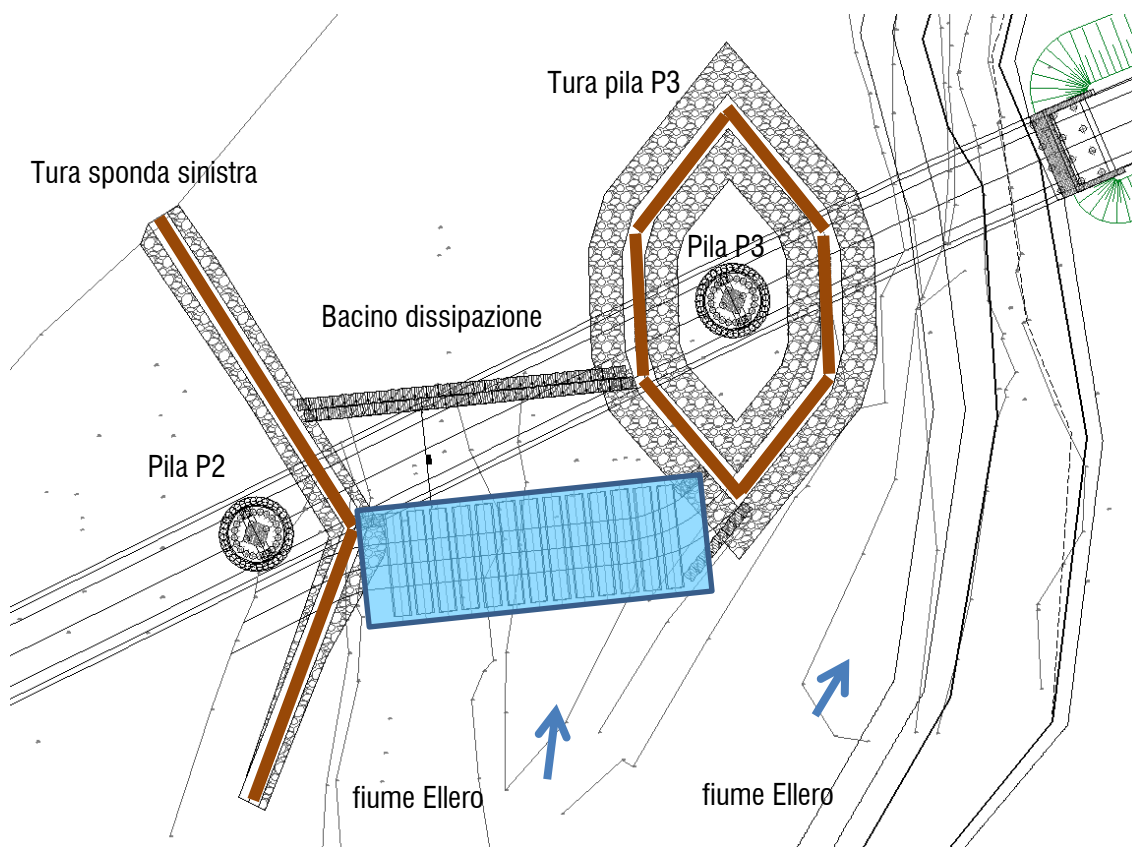 Tura pila P3
Tura sponda sinistra
Pila P3
Bacino dissipazione
Pila P2
fiume Ellero
fiume Ellero